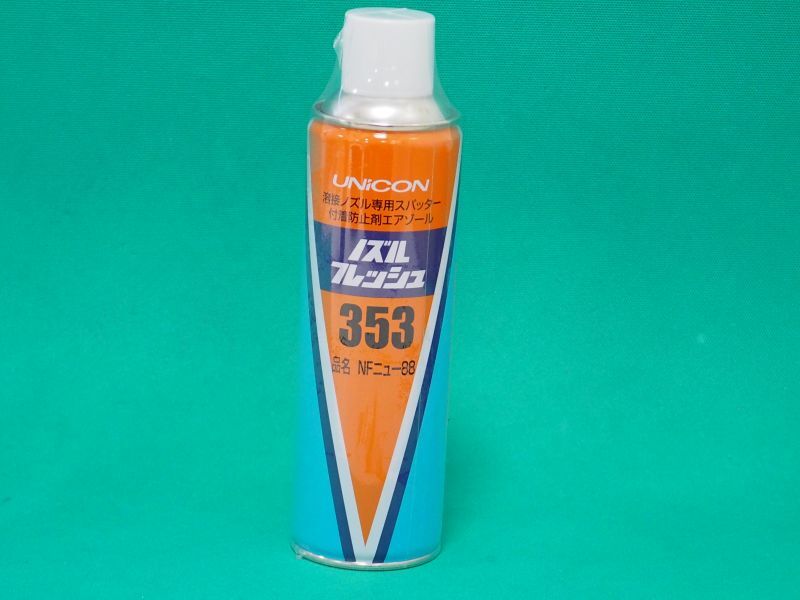 UNiCON
溶接ノズル専用スパッター
付着防止剤エアゾール
ノズル
フレッシュ
353
品名 NFニュー88